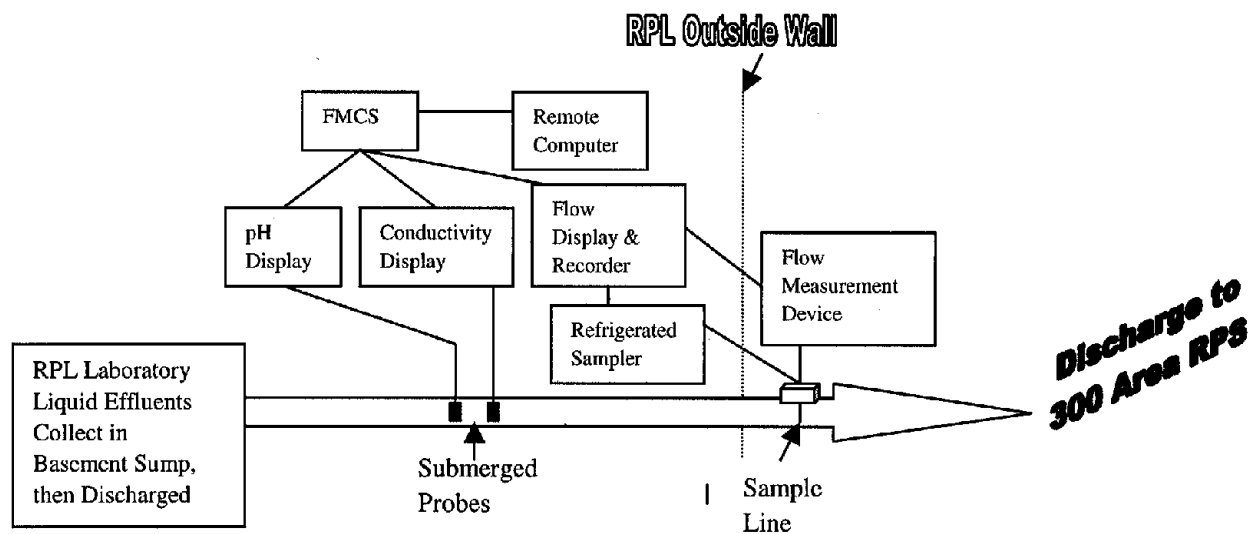 RPL Outside Wall
FMCS
Remote
Computer
pH
Display
Conductivity
Display
Flow
Display &
Recorder
Flow
Measurement
Device
Refrigerated
Sampler
RPL Laboratory
Liquid Effluents
Collect in
Basement Sump,
then Discharged
Discharge to
300 Area RPS
Submerged
Probes
Sample
Line